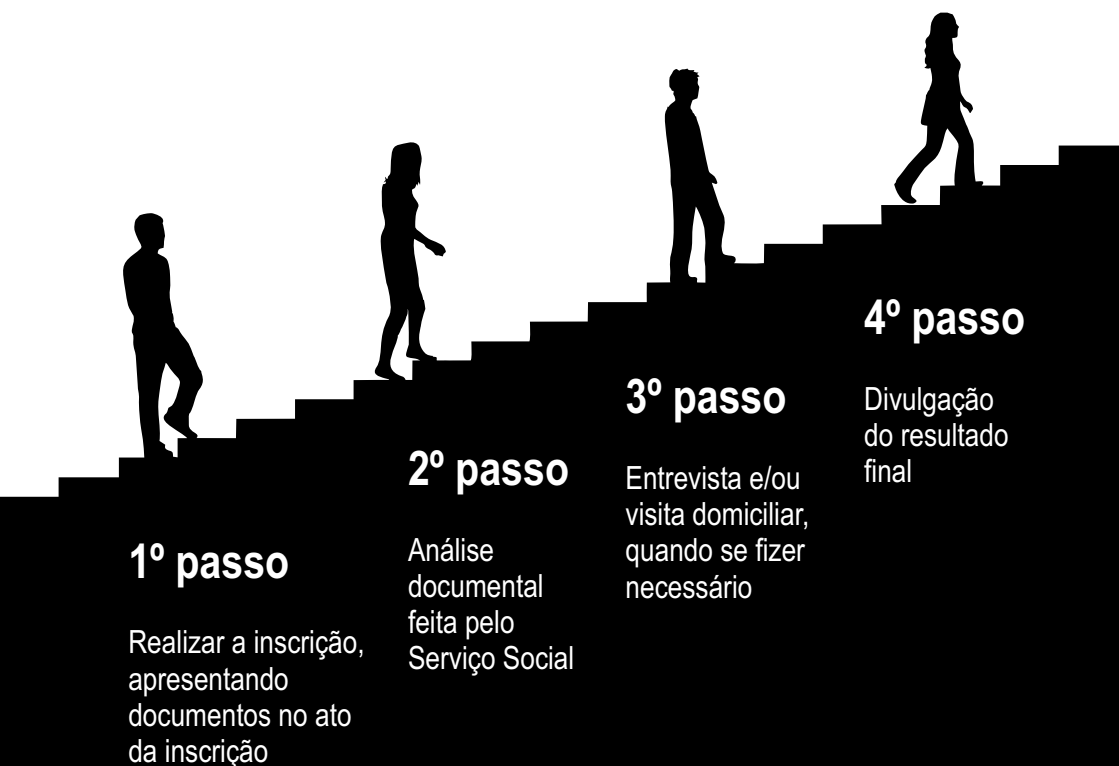 1º passo
Realizar a inscrição,
apresentando
documentos no ato
da inscrição
2º passo
Análise
documental
feita pelo
Serviço Social
3º passo
Entrevista e/ou
visita domiciliar,
quando se fizer
necessário
4º passo
Divulgação
do resultado
final